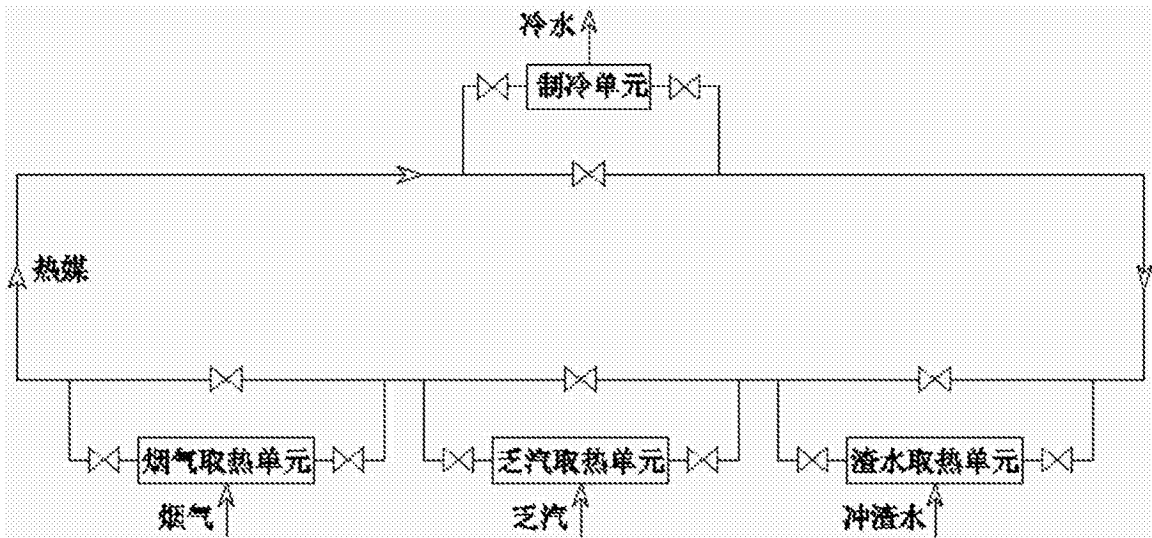 冷水
制冷单元
热媒
烟气取热单元
乏汽取热单元
渣水取热单元
烟气
乏汽
冲渣水